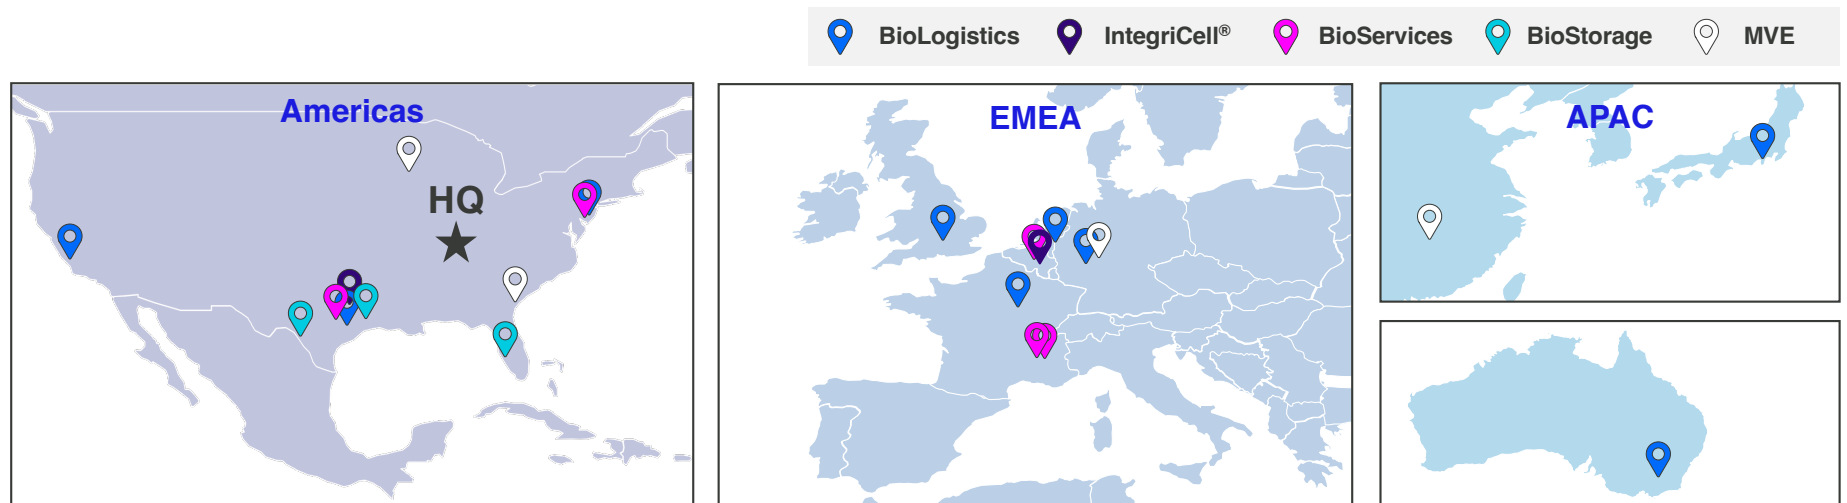 BioLogistics IntegriCell® BioServices BioStorage MVE
Americas
EMEA
APAC
HQ